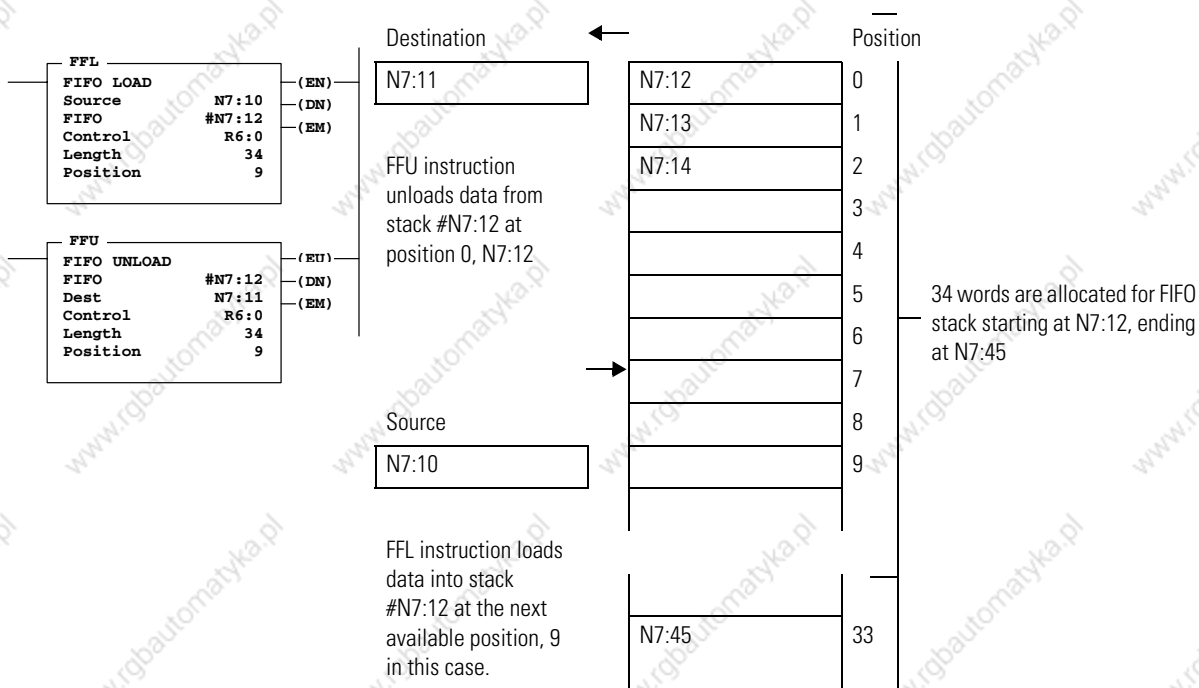 FFL
FIFO LOAD
Source N7:10
FIFO #N7:12
Control R6:0
Length 34
Position 9
(EN)
(DN)
(EM)
FFU
FIFO UNLOAD
FIFO #N7:12
Dest N7:11
Control R6:0
Length 34
Position 9
(EU)
(DN)
(EM)
Destination
N7:11
FFU instruction
unloads data from
stack #N7:12 at
position 0, N7:12
Source
N7:10
FFL instruction loads
data into stack
#N7:12 at the next
available position, 9
in this case.
Position
N7:12 0
N7:13 1
N7:14 2
3
4
5
6
7
8
9
N7:45 33
34 words are allocated for FIFO
stack starting at N7:12, ending
at N7:45
www.rgbautomatyka.pl